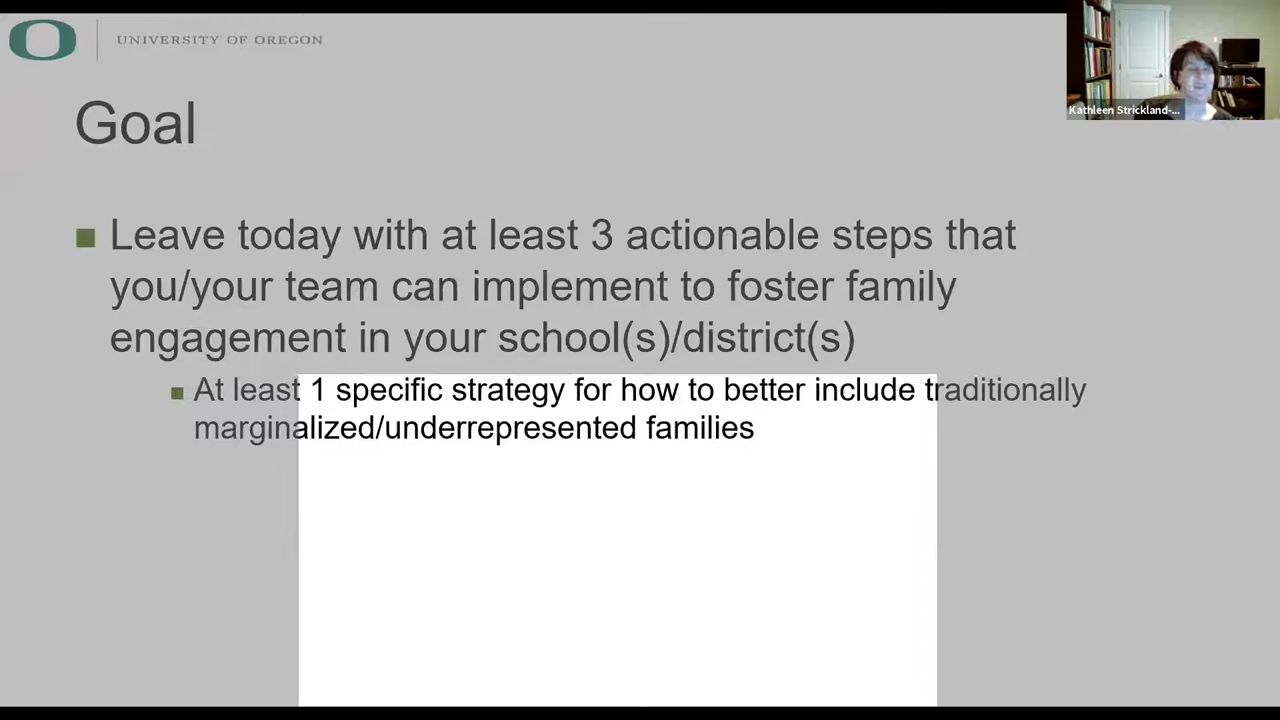 UNIVERSITY OF OREGON
Kathleen Strickland-...
Goal
Leave today with at least 3 actionable steps that
you/your team can implement to foster family
engagement in your school(s)/district(s)
At least 1 specific strategy for how to better include traditionally
marginalized/underrepresented families